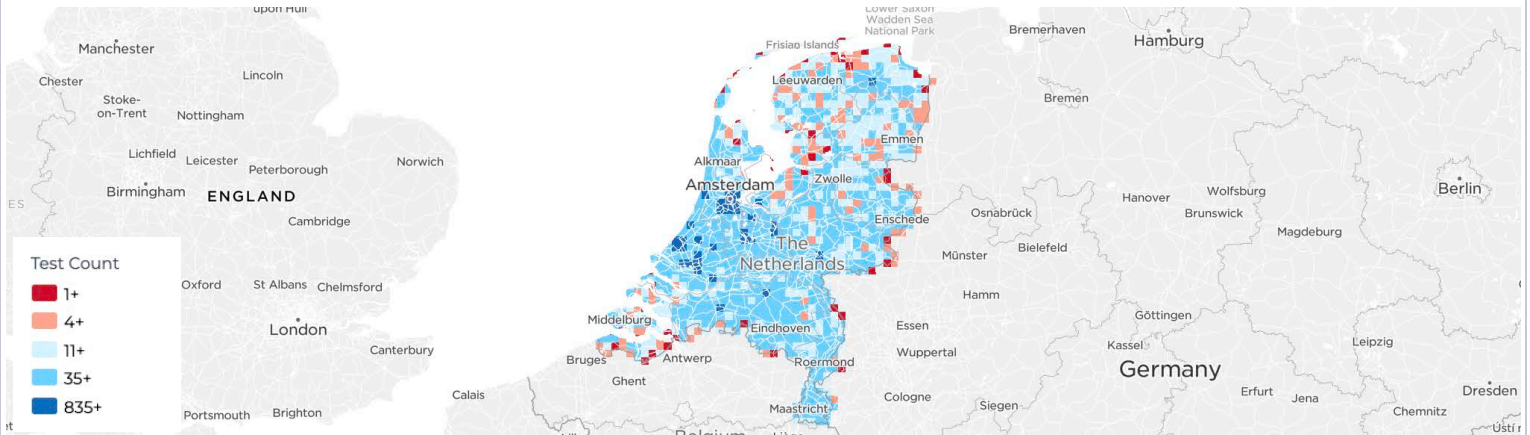 upon Hull
Lower Saxon
Wadden Sea
National Park
Bremerhaven
Hamburg
Manchester
Frisian Islands
Chester
Lincoln
Leeuwarden
Stoke-
on-Trent
Nottingham
Bremen
Emmen
Lichfield
Leicester
Peterborough
Norwich
Alkmaar
Zwolle
Birmingham
ENGLAND
Amsterdam
Hanover
Wolfsburg
Berlin
ES
Cambridge
Enschede
Osnabrück
Brunswick
Magdeburg
The
Netherlands
Münster
Bielefeld
Test Count
1+
4+
11+
35+
835+
Oxford
St Albans
Chelmsford
Hamm
London
Middelburg
Eindhoven
Essen
Göttingen
Canterbury
Bruges
Antwerp
Roermond
Wuppertal
Kassel
Leipzig
Ghent
Germany
Calais
Cologne
Erfurt
Jena
Dresden
Portsmouth
Brighton
Maastricht
Siegen
Chemnitz
Belgium